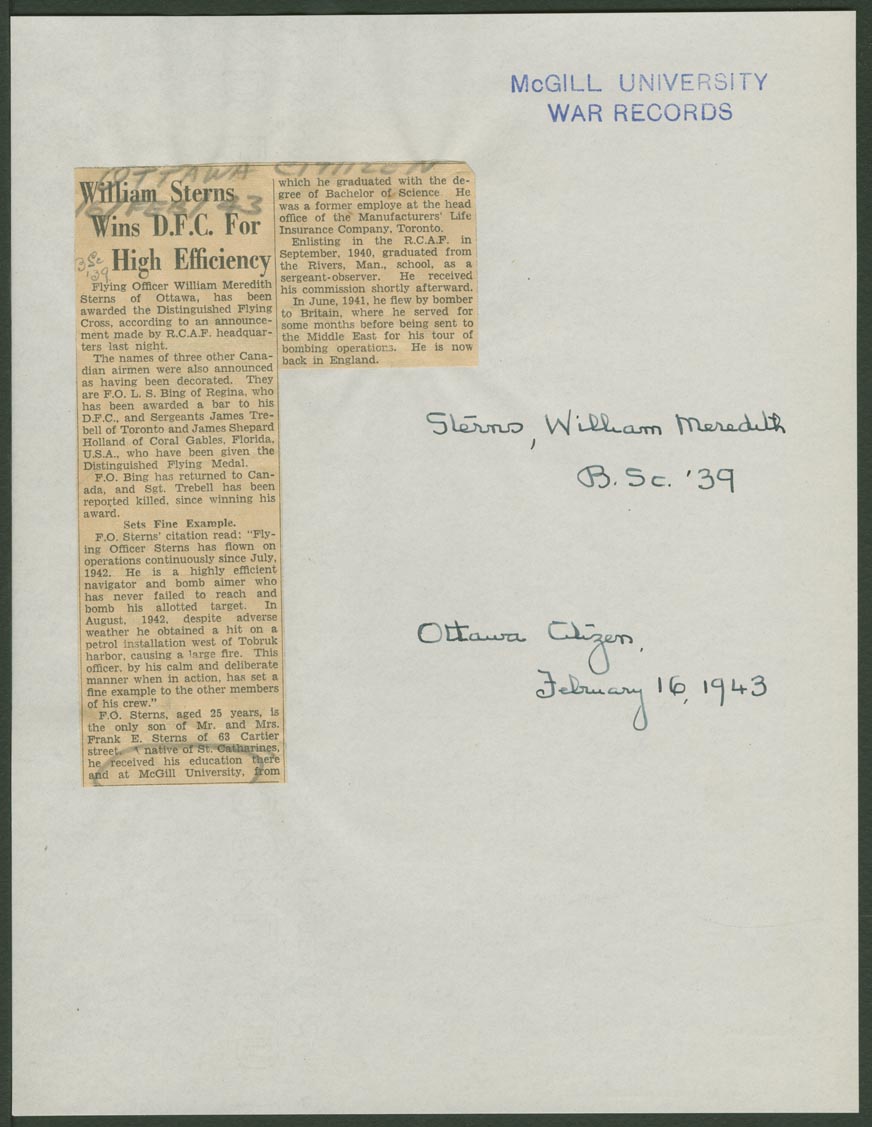 McGILL UNIVERSITY
WAR RECORDS
OTTAWA CITIZEN
16/FEB/43
William Sterns
Wins D.F.C. For
High Efficiency
BSc
'39
Flying Officer William Meredith
Sterns of Ottawa, has been
awarded the Distinguished Flying
Cross, according to an announce-
ment made by R.C.A.F. headquar-
ters last night.
The names of three other Cana-
dian airmen were also announced
as having been decorated. They
are F.O. L. S. Bing of Regina, who
has been awarded a bar to his
D.F.C., and Sergeants James Tre-
bell of Toronto and James Shepard
Holland of Coral Gables, Florida,
U.S.A., who have been given the
Distinguished Flying Medal.
F.O. Bing has returned to Can-
ada, and Sgt. Trebell has been
reported killed, since winning his
award.
Sets Fine Example.
F.O. Sterns' citation read: "Fly-
ing Officer Sterns has flown on
operations continuously since July,
1942. He is a highly efficient
navigator and bomb aimer who
has never failed to reach and
bomb his allotted target. In
August, 1942, despite adverse
weather he obtained a hit on a
petrol installation west of Tobruk
harbor, causing a large fire. This
officer, by his calm and deliberate
manner when in action, has set a
fine example to the other members
of his crew."
F.O. Sterns, aged 25 years, is
the only son of Mr. and Mrs.
Frank E. Sterns of 63 Cartier
street. A native of St. Catharines,
he received his education there
and at McGill University, from
which he graduated with the de-
gree of Bachelor of Science. He
was a former employe at the head
office of the Manufacturers' Life
Insurance Company, Toronto.
Enlisting in the R.C.A.F. in
September, 1940, graduated from
the Rivers, Man., school, as a
sergeant-observer. He received
his commission shortly afterward.
In June, 1941, he flew by bomber
to Britain, where he served for
some months before being sent to
the Middle East for his tour of
bombing operations. He is now
back in England.
Sterns, William Meredith
B. Sc. '39
Ottawa Citizen,
February 16, 1943